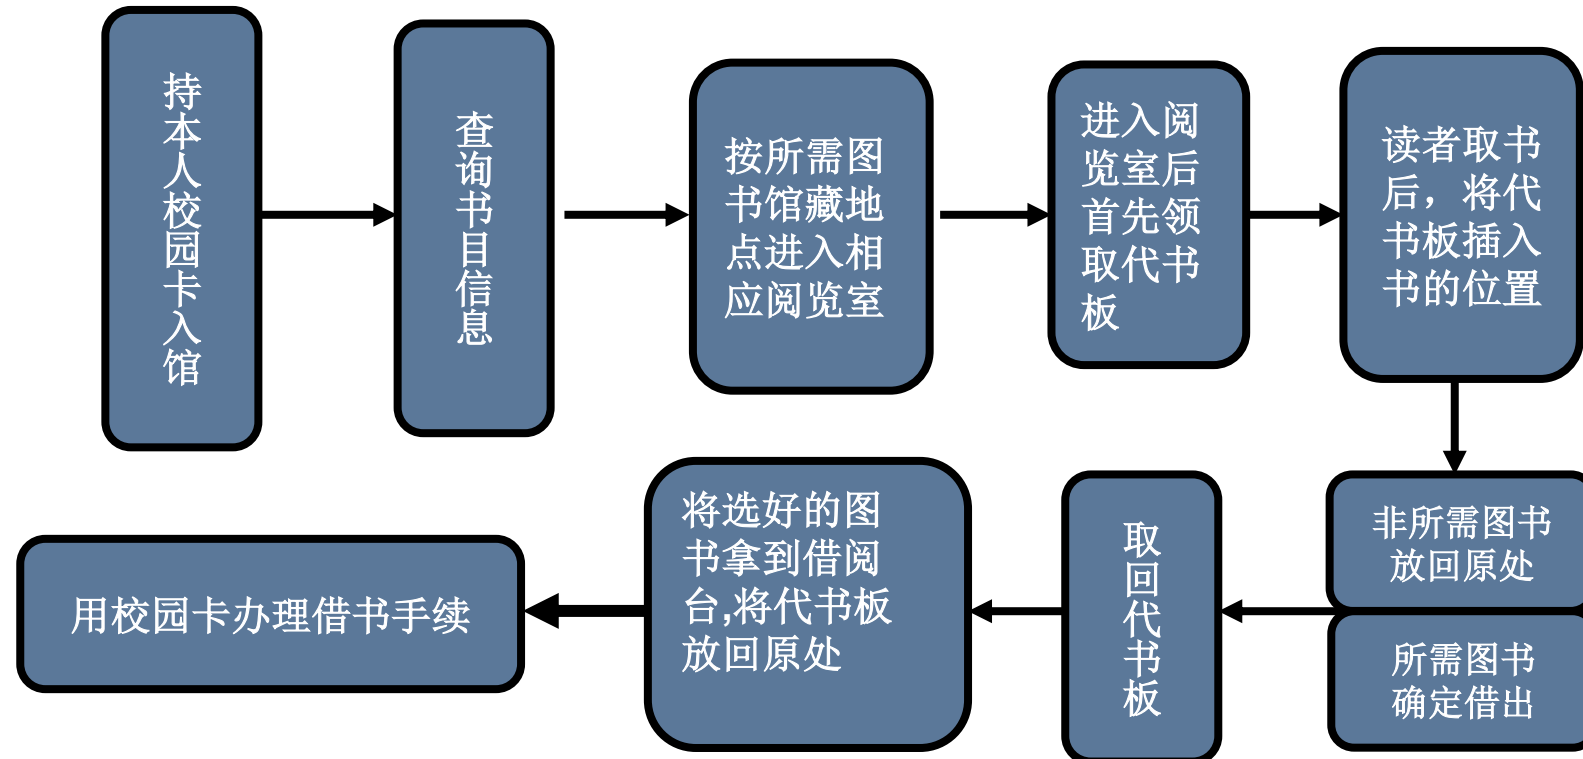 持本人校园卡入馆
查询书目信息
按所需图
书馆藏地
点进入相
应阅览室
进入阅
览室后
首先领
取代书
板
读者取书
后，将代
书板插入
书的位置
非所需图书
放回原处
所需图书
确定借出
取回代书板
将选好的图
书拿到借阅
台,将代书板
放回原处
用校园卡办理借书手续